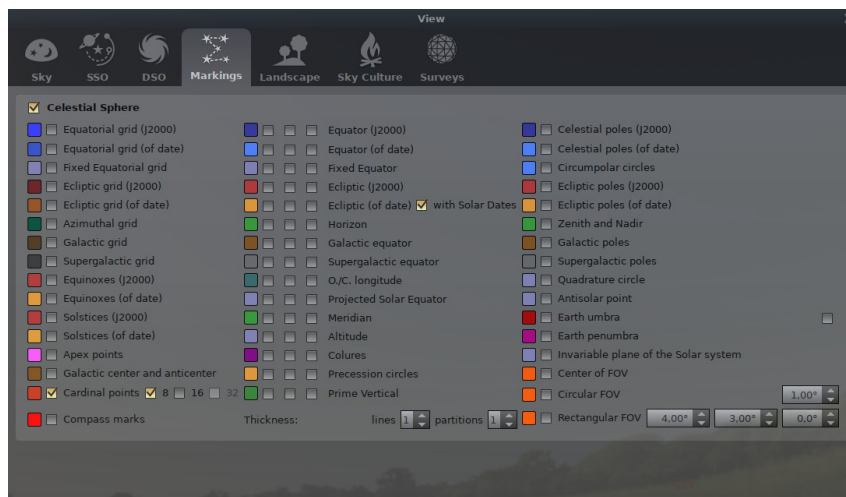 View
Sky SSO DSO Markings Landscape Sky Culture Surveys
Celestial Sphere
Equatorial grid (J2000) Equator (J2000) Celestial poles (J2000)
Equatorial grid (of date) Equator (of date) Celestial poles (of date)
Fixed Equatorial grid Fixed Equator Circumpolar circles
Ecliptic grid (J2000) Ecliptic (J2000) Ecliptic poles (J2000)
Ecliptic grid (of date) Ecliptic (of date) with Solar Dates Ecliptic poles (of date)
Azimuthal grid Horizon Zenith and Nadir
Galactic grid Galactic equator Galactic poles
Supergalactic grid Supergalactic equator Supergalactic poles
Equinoxes (J2000) O./C. longitude Quadrature circle
Equinoxes (of date) Projected Solar Equator Antisolar point
Solstices (J2000) Meridian Earth umbra
Solstices (of date) Altitude Earth penumbra
Apex points Colures Invariable plane of the Solar system
Galactic center and anticenter Precession circles Center of FOV
Cardinal points 8 16 32 Prime Vertical Circular FOV 1,00°
Compass marks Thickness: lines 1 partitions 1 Rectangular FOV 4,00° 3,00° 0,0°